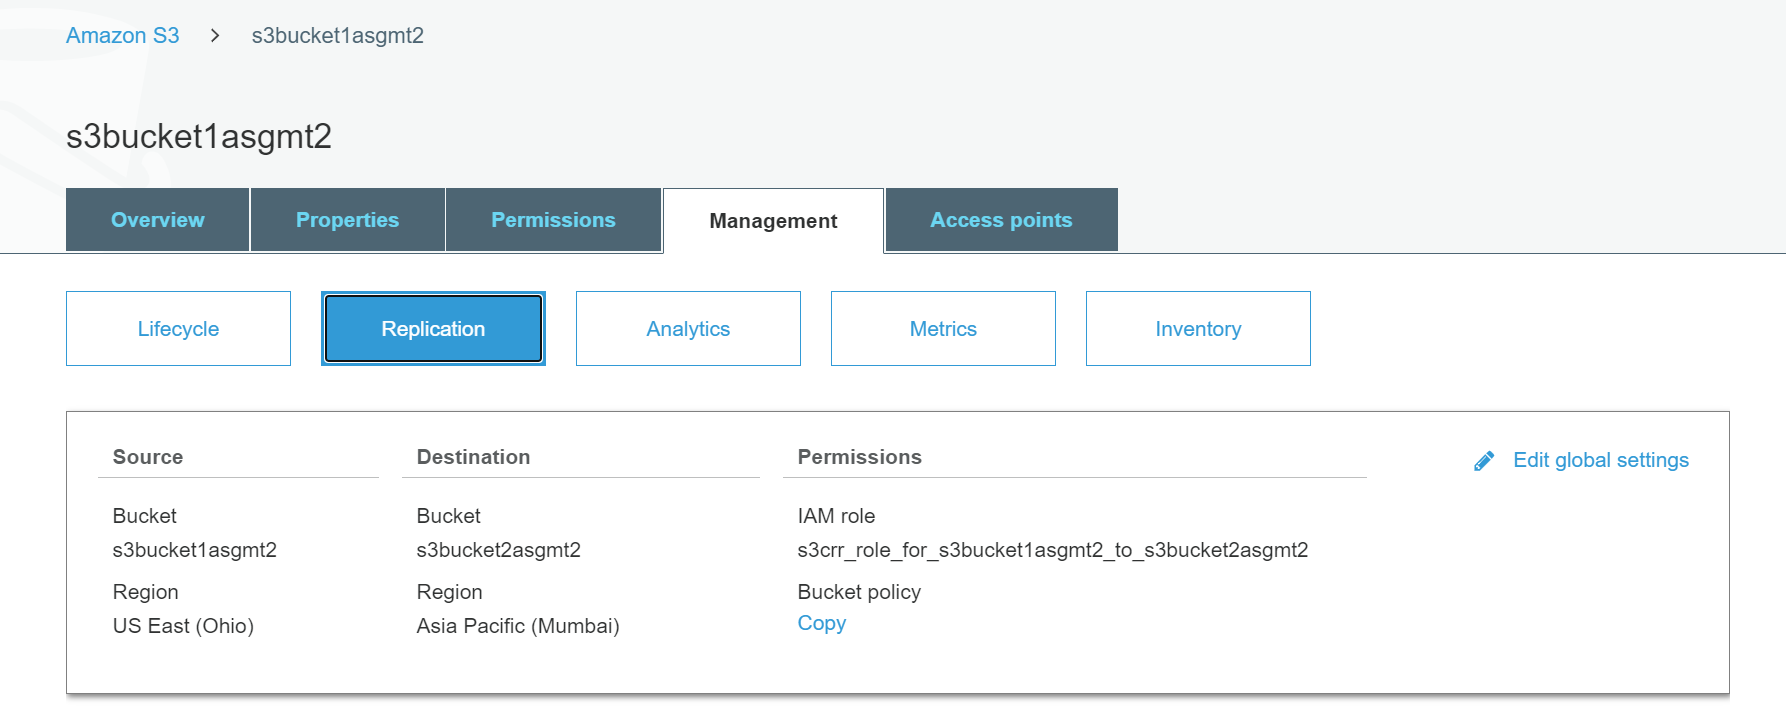 Amazon S3 > s3bucket1asgmt2
s3bucket1asgmt2
Overview Properties Permissions Management Access points
Lifecycle Replication Analytics Metrics Inventory
Source Destination Permissions Edit global settings
Bucket Bucket IAM role
s3bucket1asgmt2 s3bucket2asgmt2 s3crr_role_for_s3bucket1asgmt2_to_s3bucket2asgmt2
Region Region Bucket policy
US East (Ohio) Asia Pacific (Mumbai) Copy